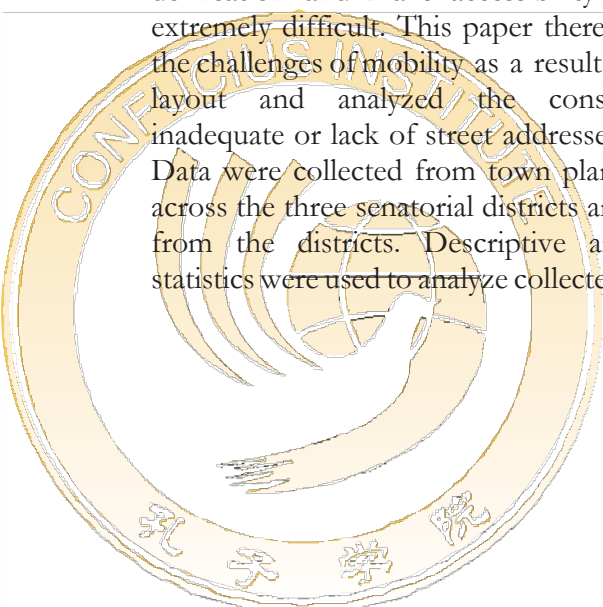 accessibility
extremely difficult. This paper there
the challenges of mobility as a result
layout and analyzed the cons
inadequate or lack of street addresse
Data were collected from town plan
across the three senatorial districts a
from the districts. Descriptive a
statistics were used to analyze collecte
CONFUCIUS INSTITUTE
孔子学院